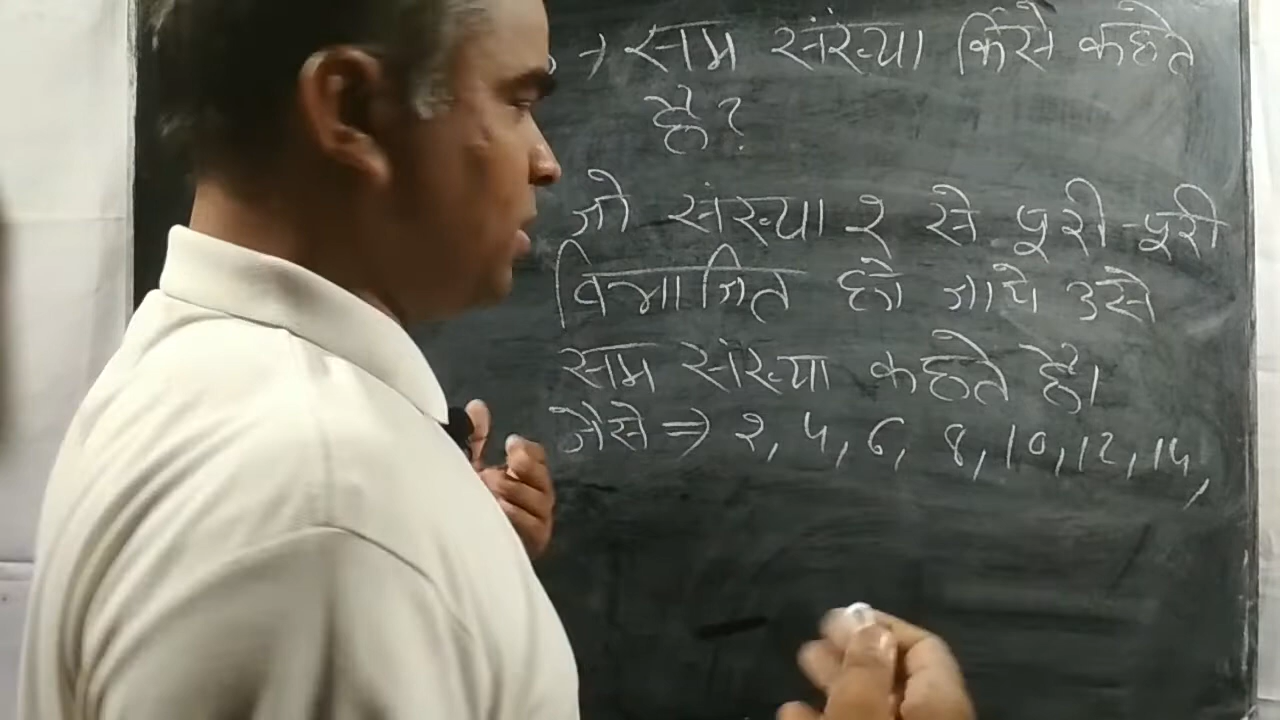 → सम संख्या किसे कहते
है?
जो संख्या 2 से पूरी-पूरी
विभाजित हो जाये उसे
सम संख्या कहते है।
जैसे ⇒ 2, 4, 6, 8, 10, 12, 14,